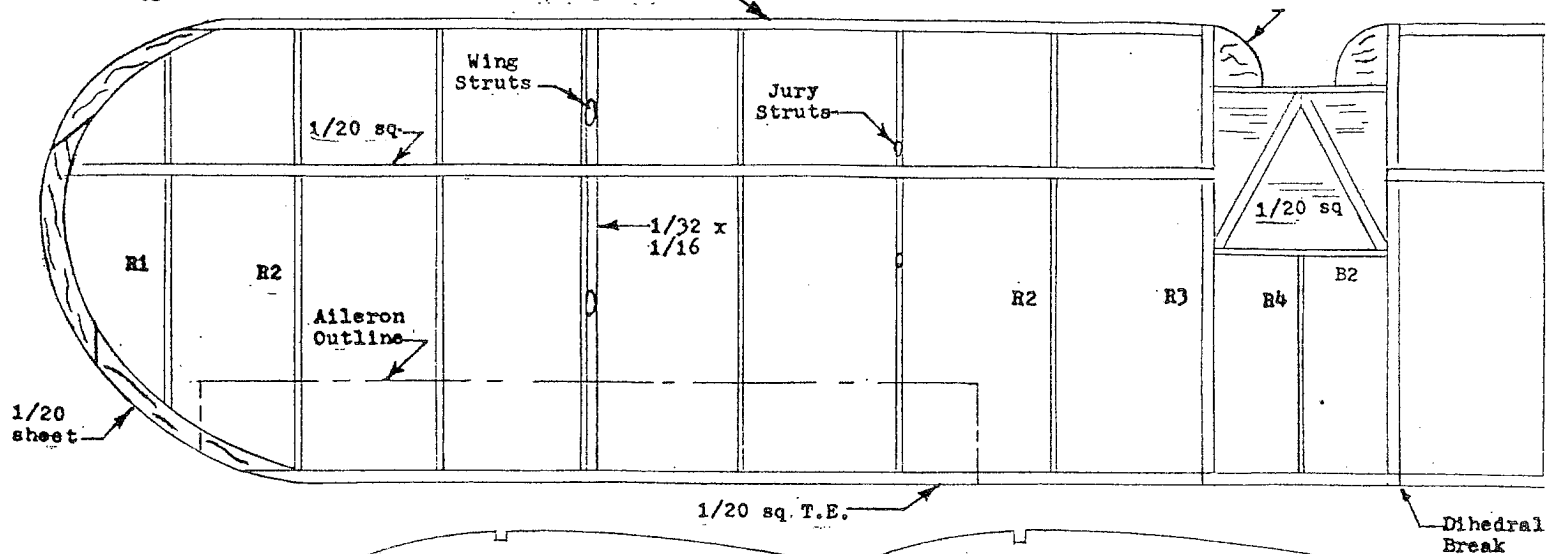 Wing
Struts
Jury
Struts
1/20 sq.
1/20 sq
1/32 x
1/16
R1
R2
R2
R3
R4
B2
Aileron
Outline
1/20
sheet
1/20 sq. T.E.
Dihedral
Break